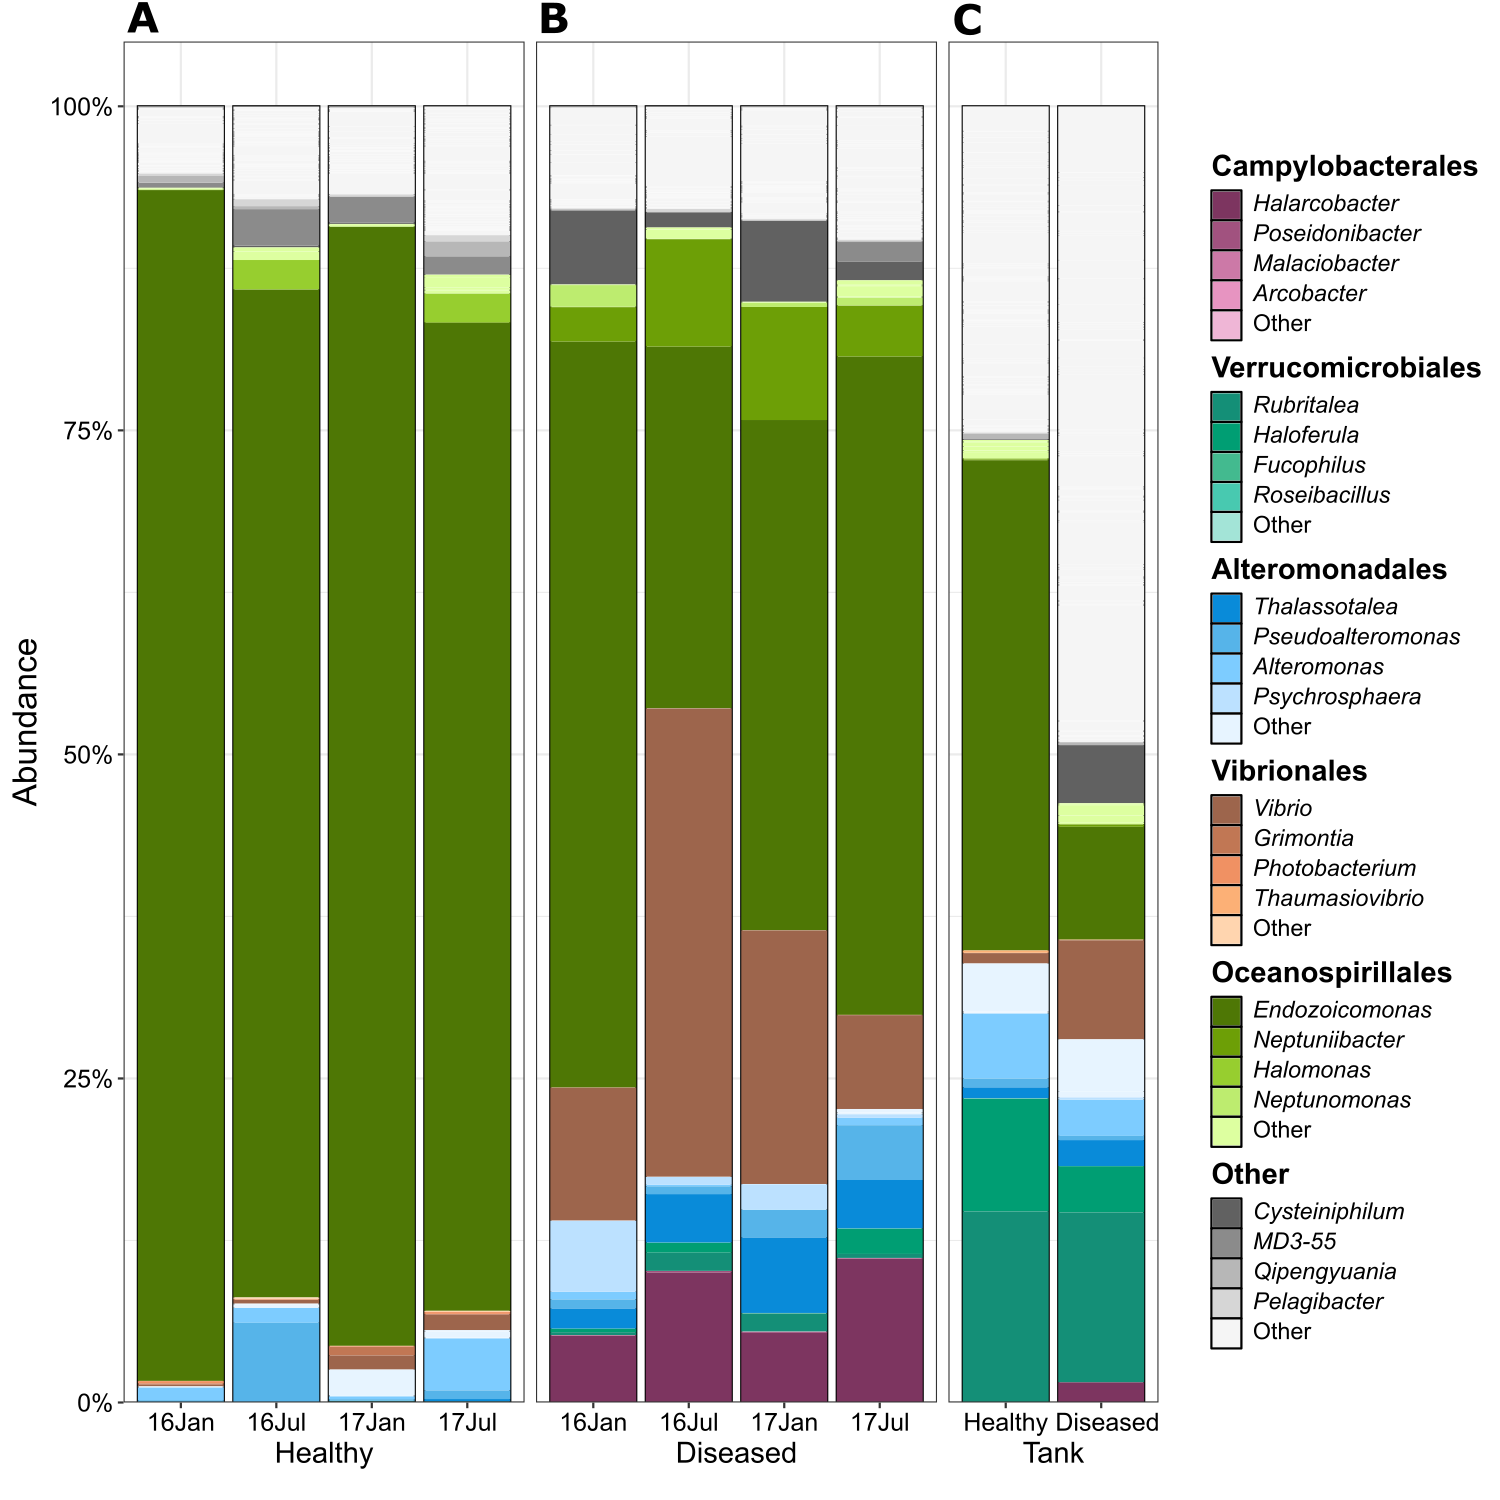 A
B
C
100%
75%
50%
25%
0%
Abundance
16Jan 16Jul 17Jan 17Jul
Healthy
16Jan 16Jul 17Jan 17Jul
Diseased
Healthy Diseased
Tank
Campylobacterales
Halarcobacter
Poseidonibacter
Malaciobacter
Arcobacter
Other
Verrucomicrobiales
Rubritalea
Haloferula
Fucophilus
Roseibacillus
Other
Alteromonadales
Thalassotalea
Pseudoalteromonas
Alteromonas
Psychrosphaera
Other
Vibrionales
Vibrio
Grimontia
Photobacterium
Thaumasiovibrio
Other
Oceanospirillales
Endozoicomonas
Neptuniibacter
Halomonas
Neptunomonas
Other
Other
Cysteiniphilum
MD3-55
Qipengyuania
Pelagibacter
Other